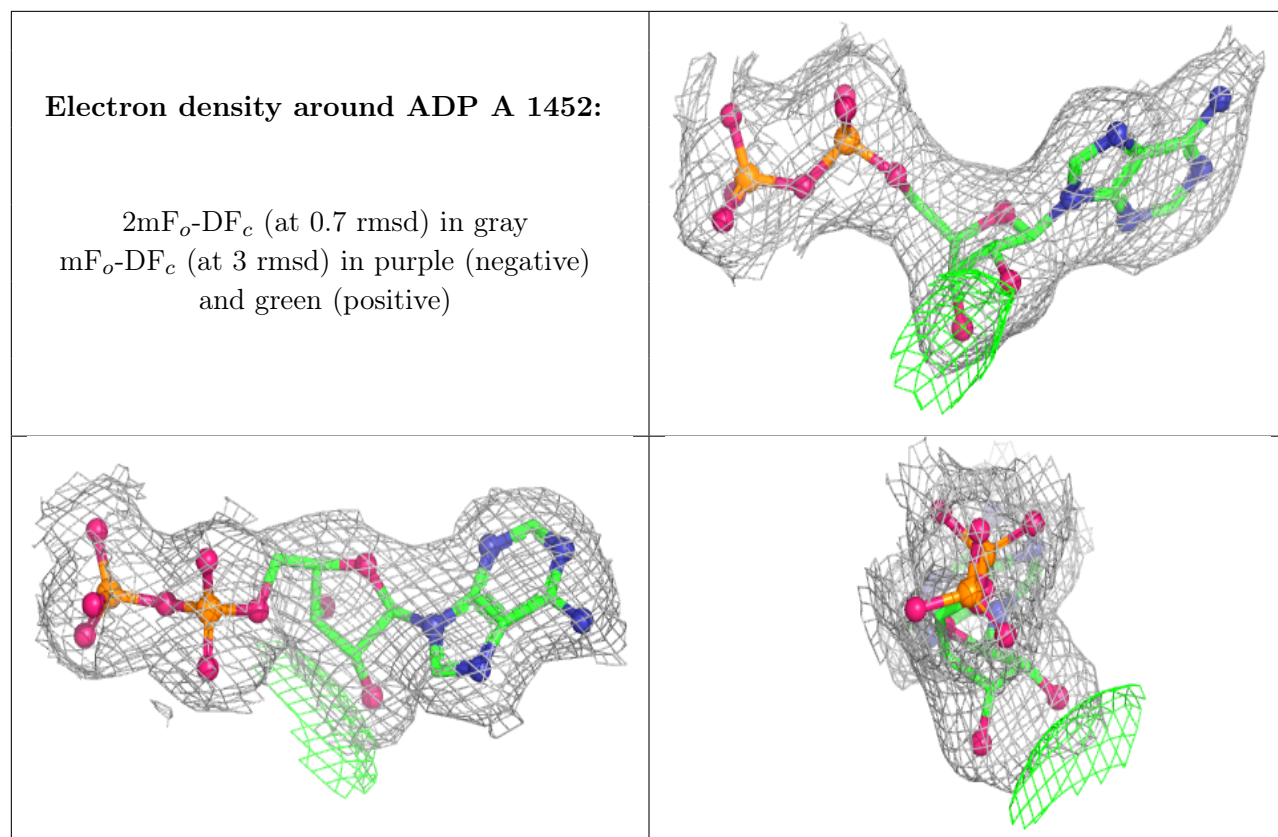 Electron density around ADP A 1452:
2mFₒ-DF𝒸 (at 0.7 rmsd) in gray
mFₒ-DF𝒸 (at 3 rmsd) in purple (negative)
and green (positive)